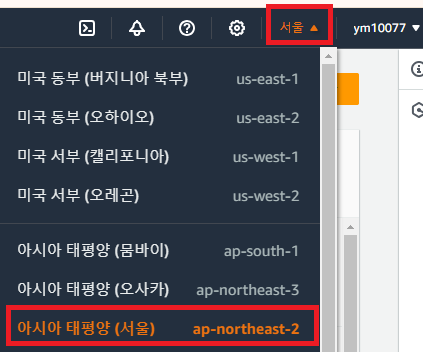 서울 ▲ ym10077 ▼
미국 동부 (버지니아 북부) us-east-1
미국 동부 (오하이오) us-east-2
미국 서부 (캘리포니아) us-west-1
미국 서부 (오레곤) us-west-2
아시아 태평양 (뭄바이) ap-south-1
아시아 태평양 (오사카) ap-northeast-3
아시아 태평양 (서울) ap-northeast-2